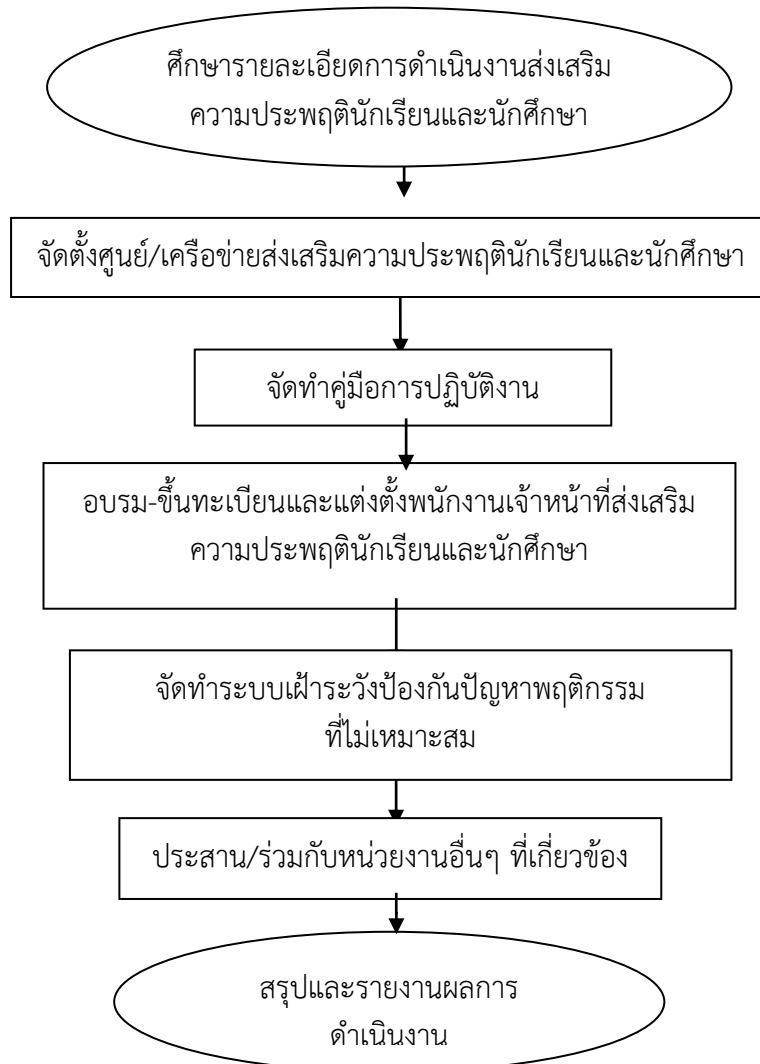 ศึกษารายละเอียดการดำเนินงานส่งเสริม
ความประพฤตินักเรียนและนักศึกษา
จัดตั้งศูนย์/เครือข่ายส่งเสริมความประพฤตินักเรียนและนักศึกษา
จัดทำคู่มือการปฏิบัติงาน
อบรม-ขึ้นทะเบียนและแต่งตั้งพนักงานเจ้าหน้าที่ส่งเสริม
ความประพฤตินักเรียนและนักศึกษา
จัดทำระบบเฝ้าระวังป้องกันปัญหาพฤติกรรม
ที่ไม่เหมาะสม
ประสาน/ร่วมกับหน่วยงานอื่นๆ ที่เกี่ยวข้อง
สรุปและรายงานผลการ
ดำเนินงาน